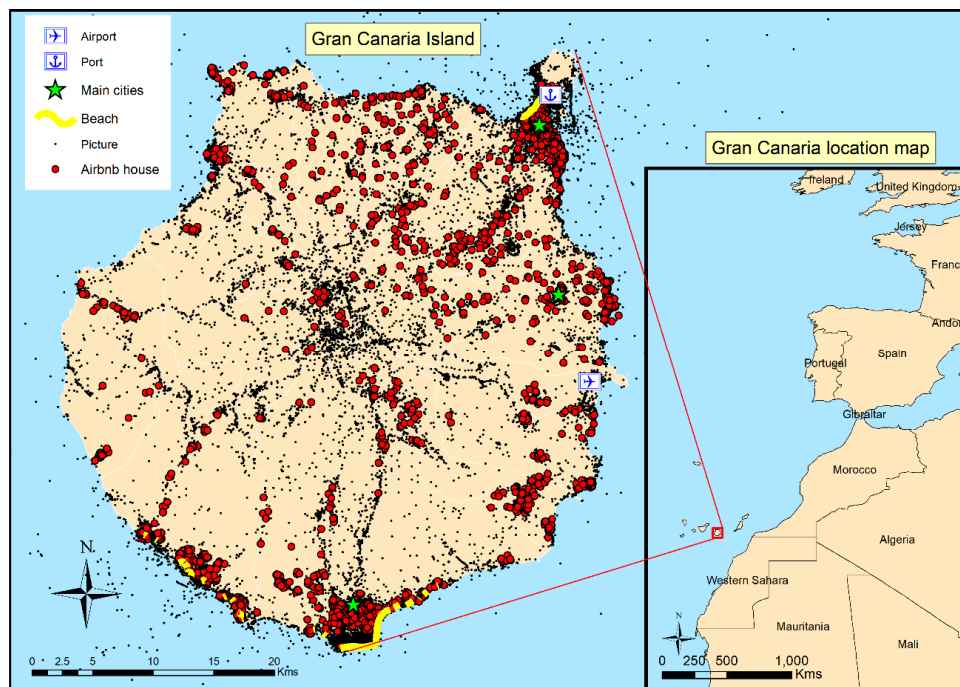 Gran Canaria Island
Airport
Port
Main cities
Beach
Picture
Airbnb house
N
0 2.5 5 10 15 20
Kms
Gran Canaria location map
Ireland
United Kingdom
Jersey
Franc
Andor
Spain
Portugal
Gibraltar
Morocco
Algeria
Western Sahara
Mauritania
Mali
N
0 250 500 1,000
Kms